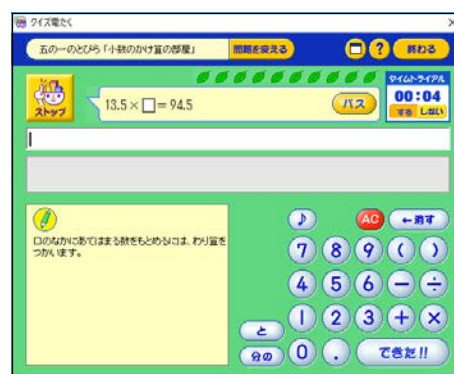 クイズ電たく
五の一のとびら「小数のかけ算の部屋」
問題を変える
?
終わる
ストップ
13.5×□=94.5
パス
タイムトライアル
00:04
する しない
□のなかにあてはまる数をもとめるには、わり算を
つかいます。
♪ AC ←消す
7 8 9 ( )
4 5 6 − ÷
と 1 2 3 + ×
分の 0 . できた!!